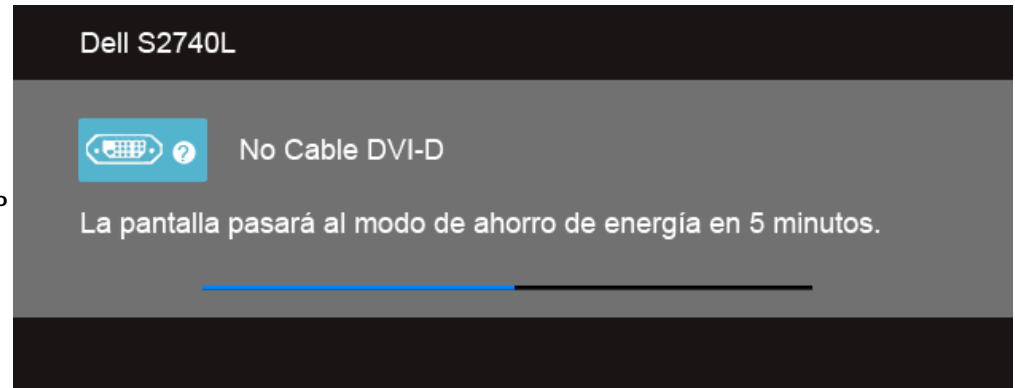 Dell S2740L
No Cable DVI-D
La pantalla pasará al modo de ahorro de energía en 5 minutos.